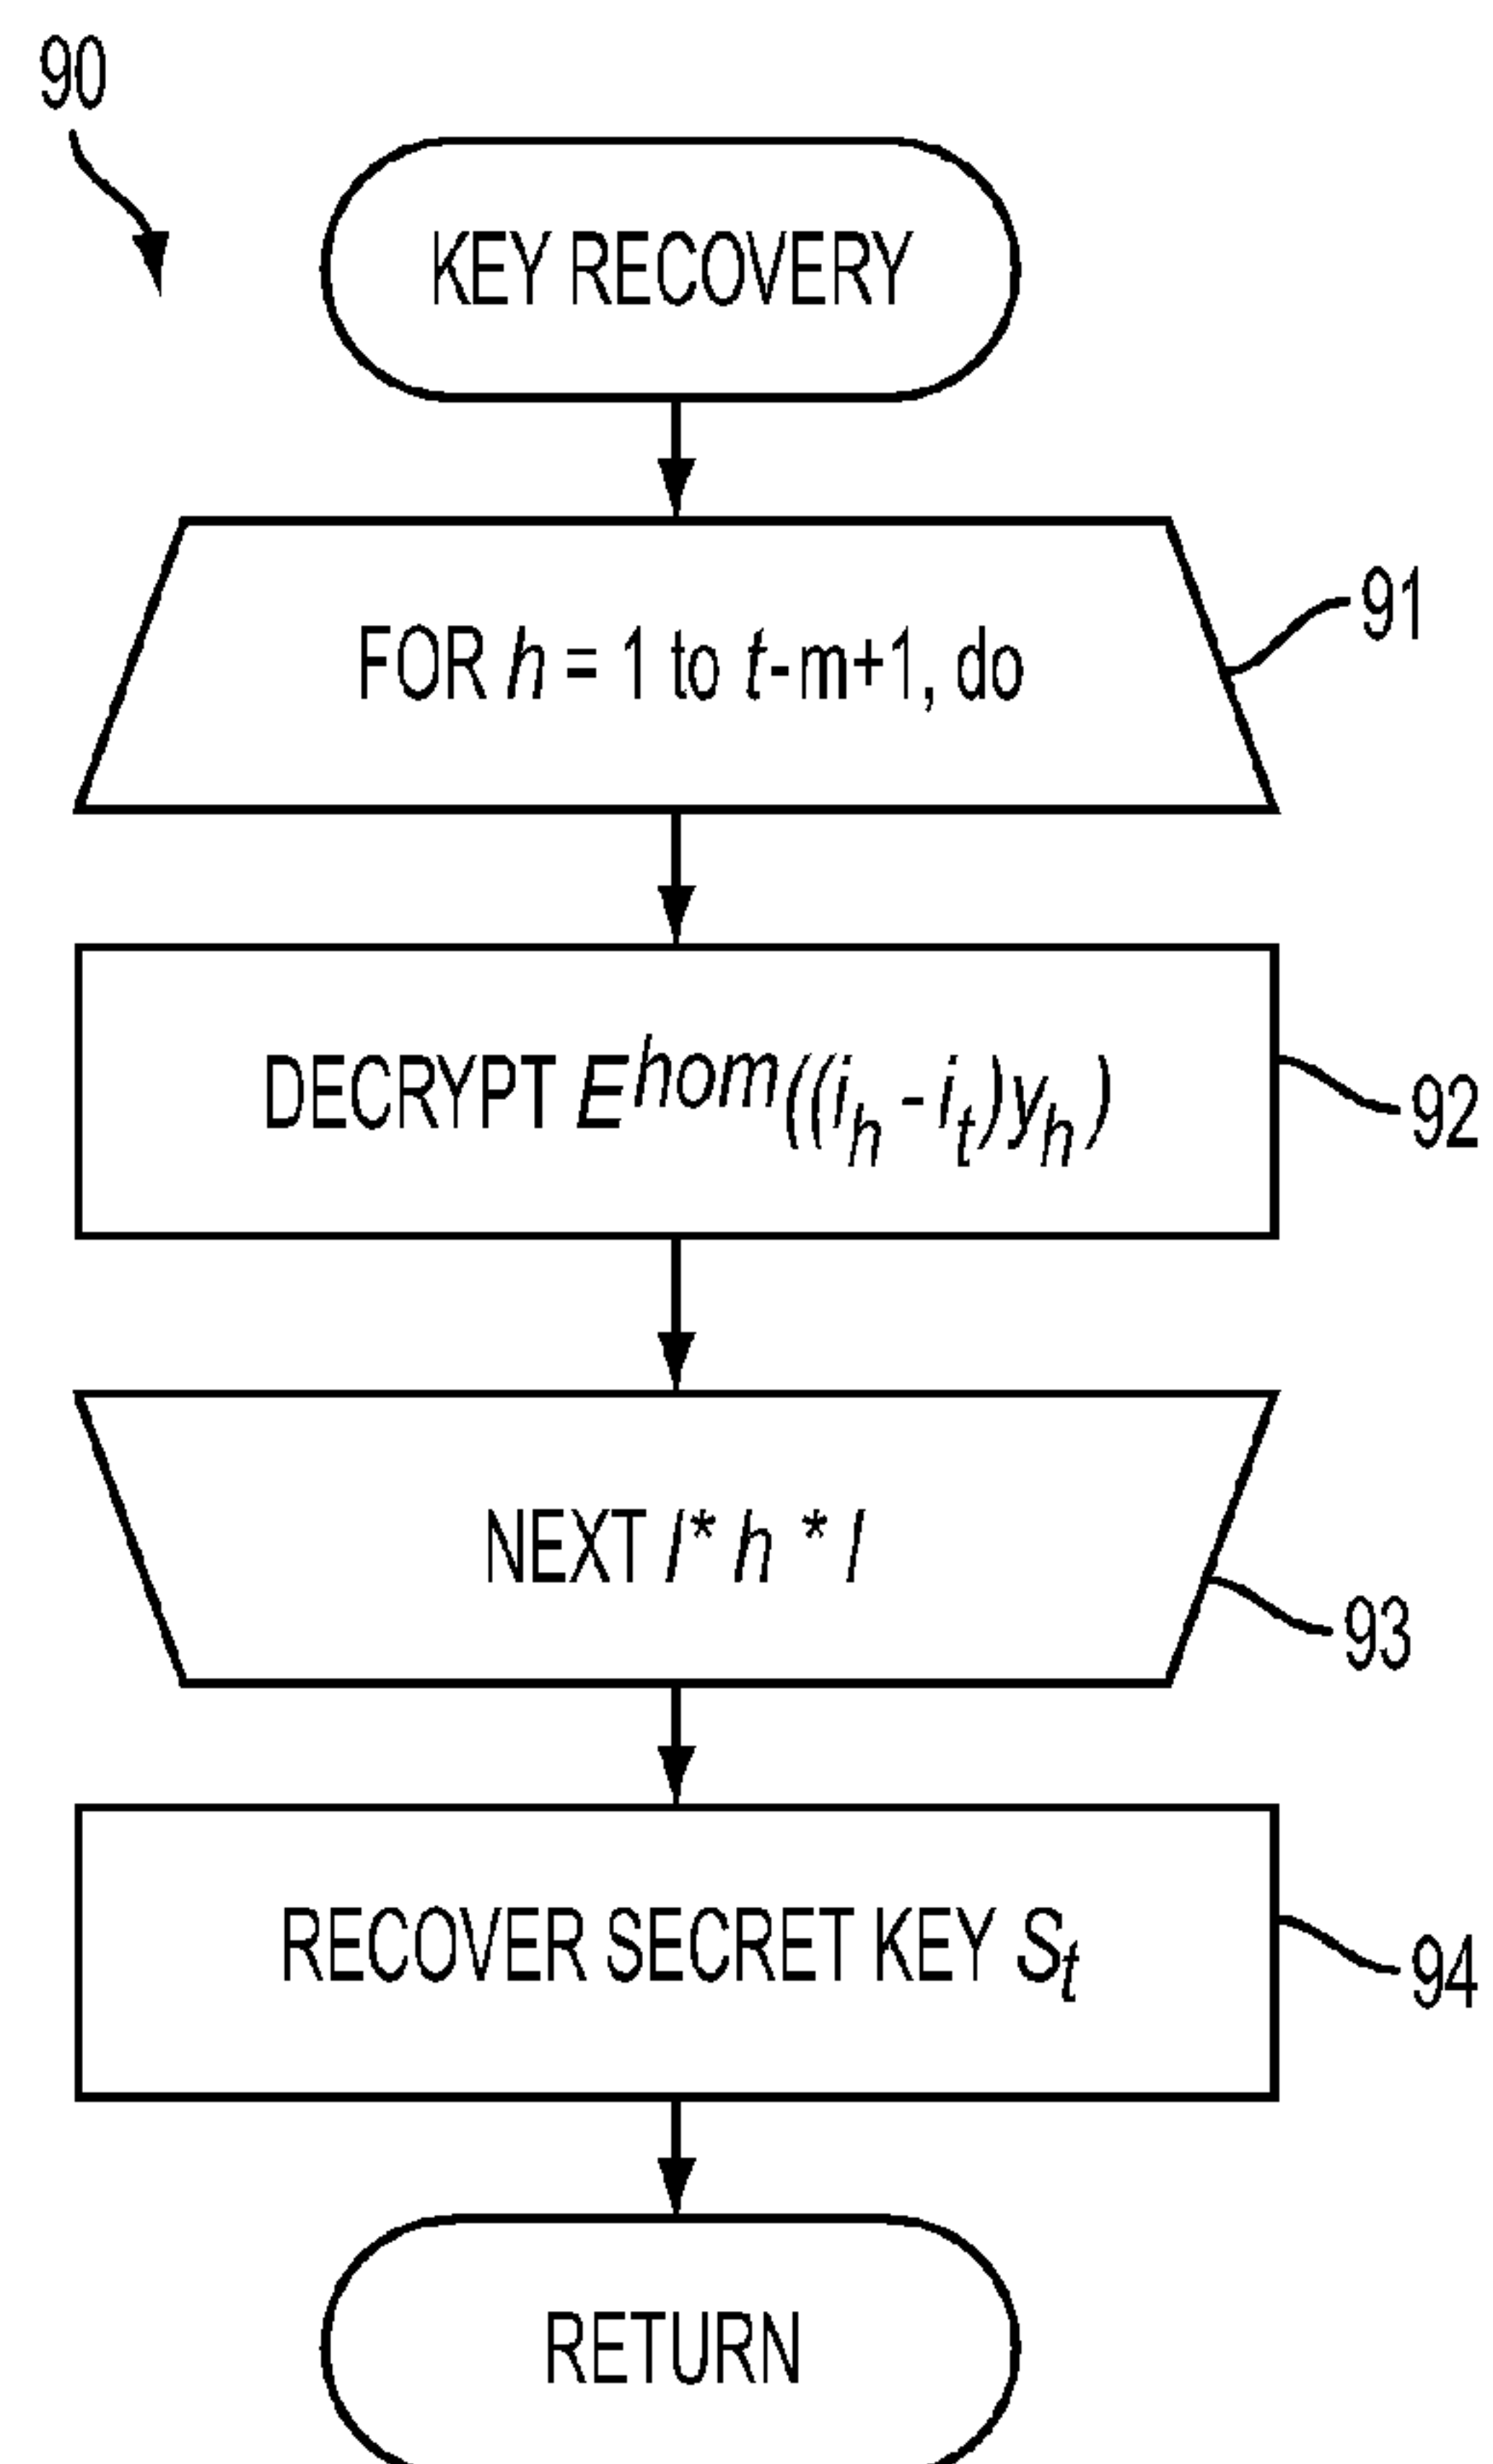 90
KEY RECOVERY
FOR h = 1 to t-m+1, do
91
DECRYPT E^hom((i_h - i_t)y_h)
92
NEXT /* h */
93
RECOVER SECRET KEY S_t
94
RETURN